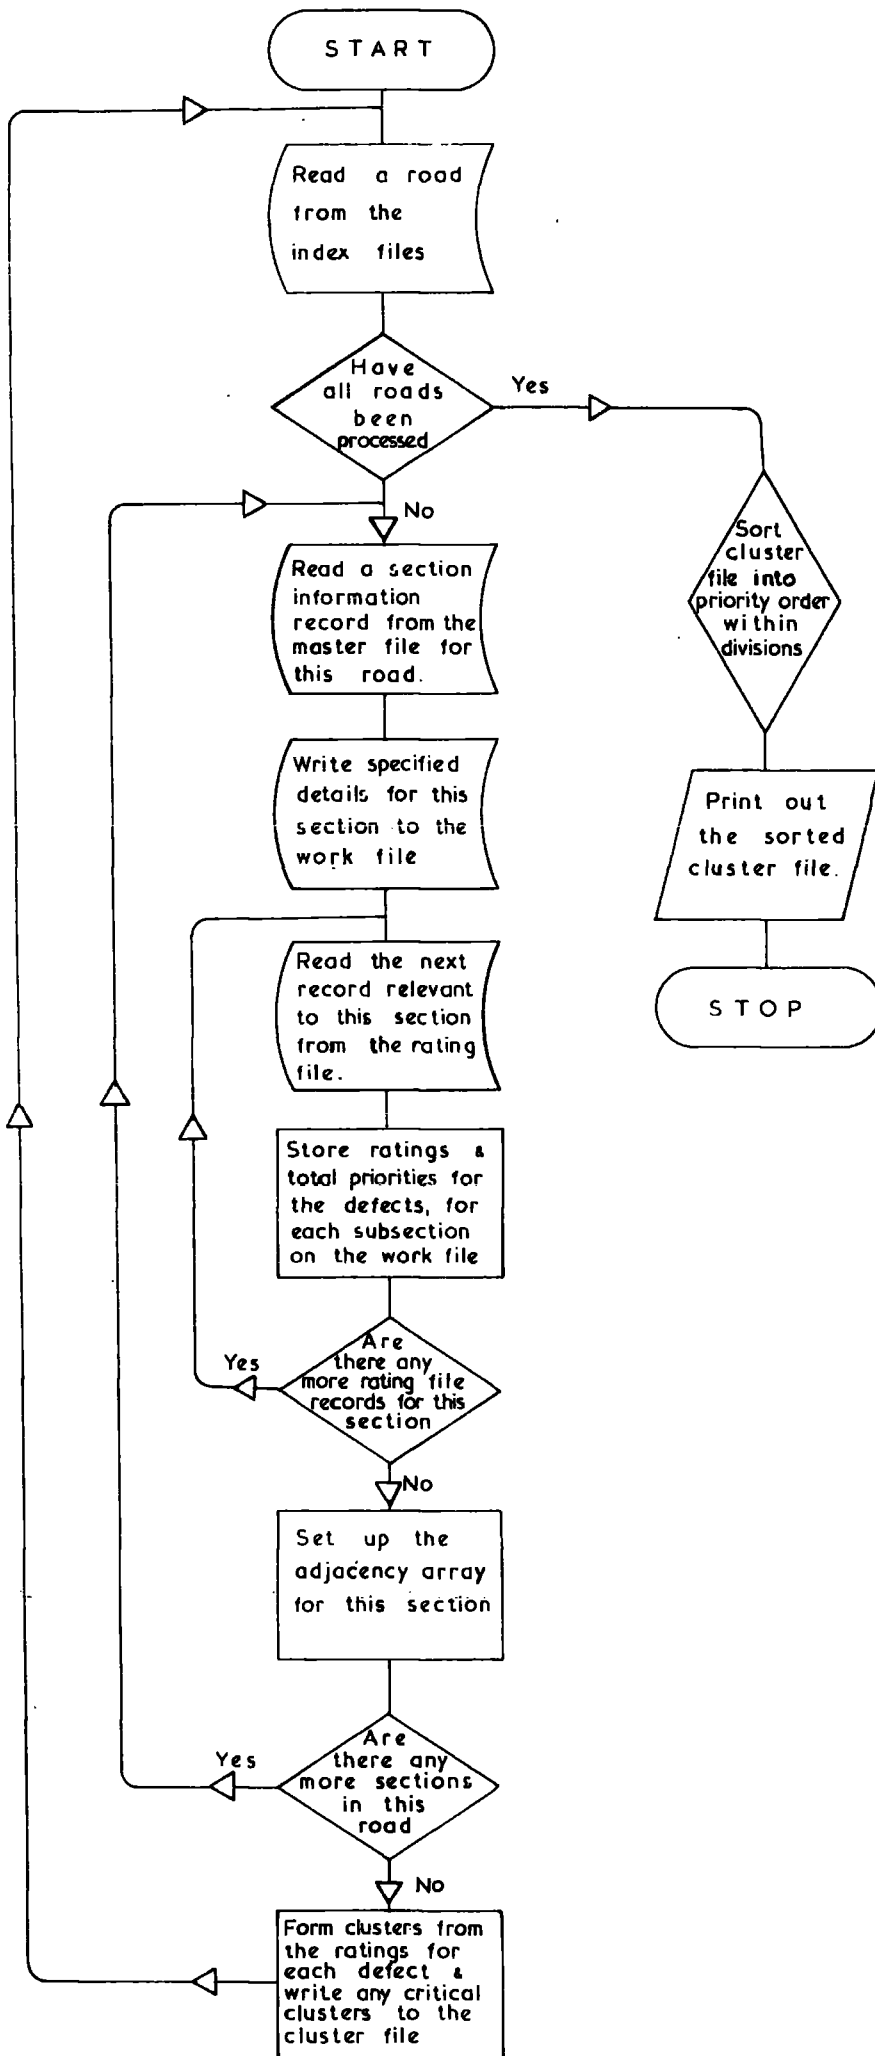 START
Read a road
from the
index files
Have
all roads
been
processed
Yes
No
Sort
cluster
file into
priority order
within
divisions
Read a section
information
record from the
master file for
this road.
Write specified
details for this
section to the
work file
Print out
the sorted
cluster file.
STOP
Read the next
record relevant
to this section
from the rating
file.
Store ratings &
total priorities for
the defects, for
each subsection
on the work file
Are
there any
more rating file
records for this
section
Yes
No
Set up the
adjacency array
for this section
Are
there any
more sections
in this
road
Yes
No
Form clusters from
the ratings for
each defect &
write any critical
clusters to the
cluster file